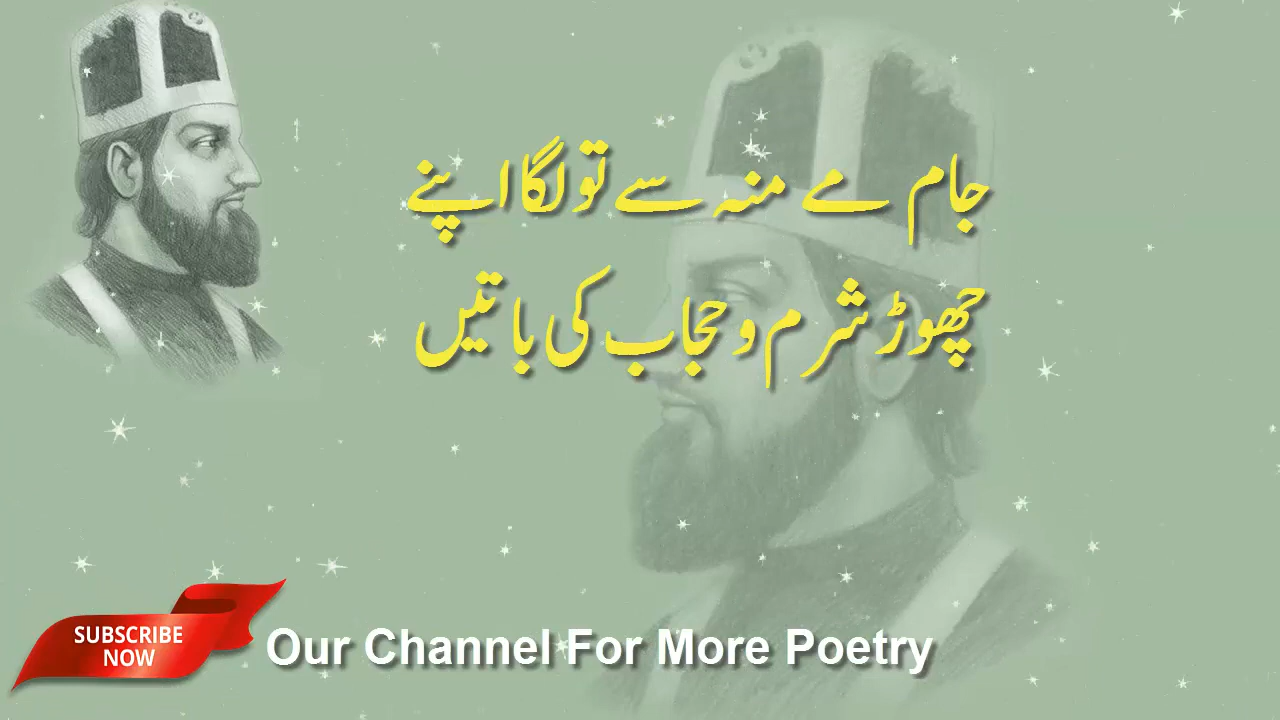 جام مے منہ سے تو لگا اپنے
چھوڑ شرم و حجاب کی باتیں
SUBSCRIBE
NOW
Our Channel For More Poetry